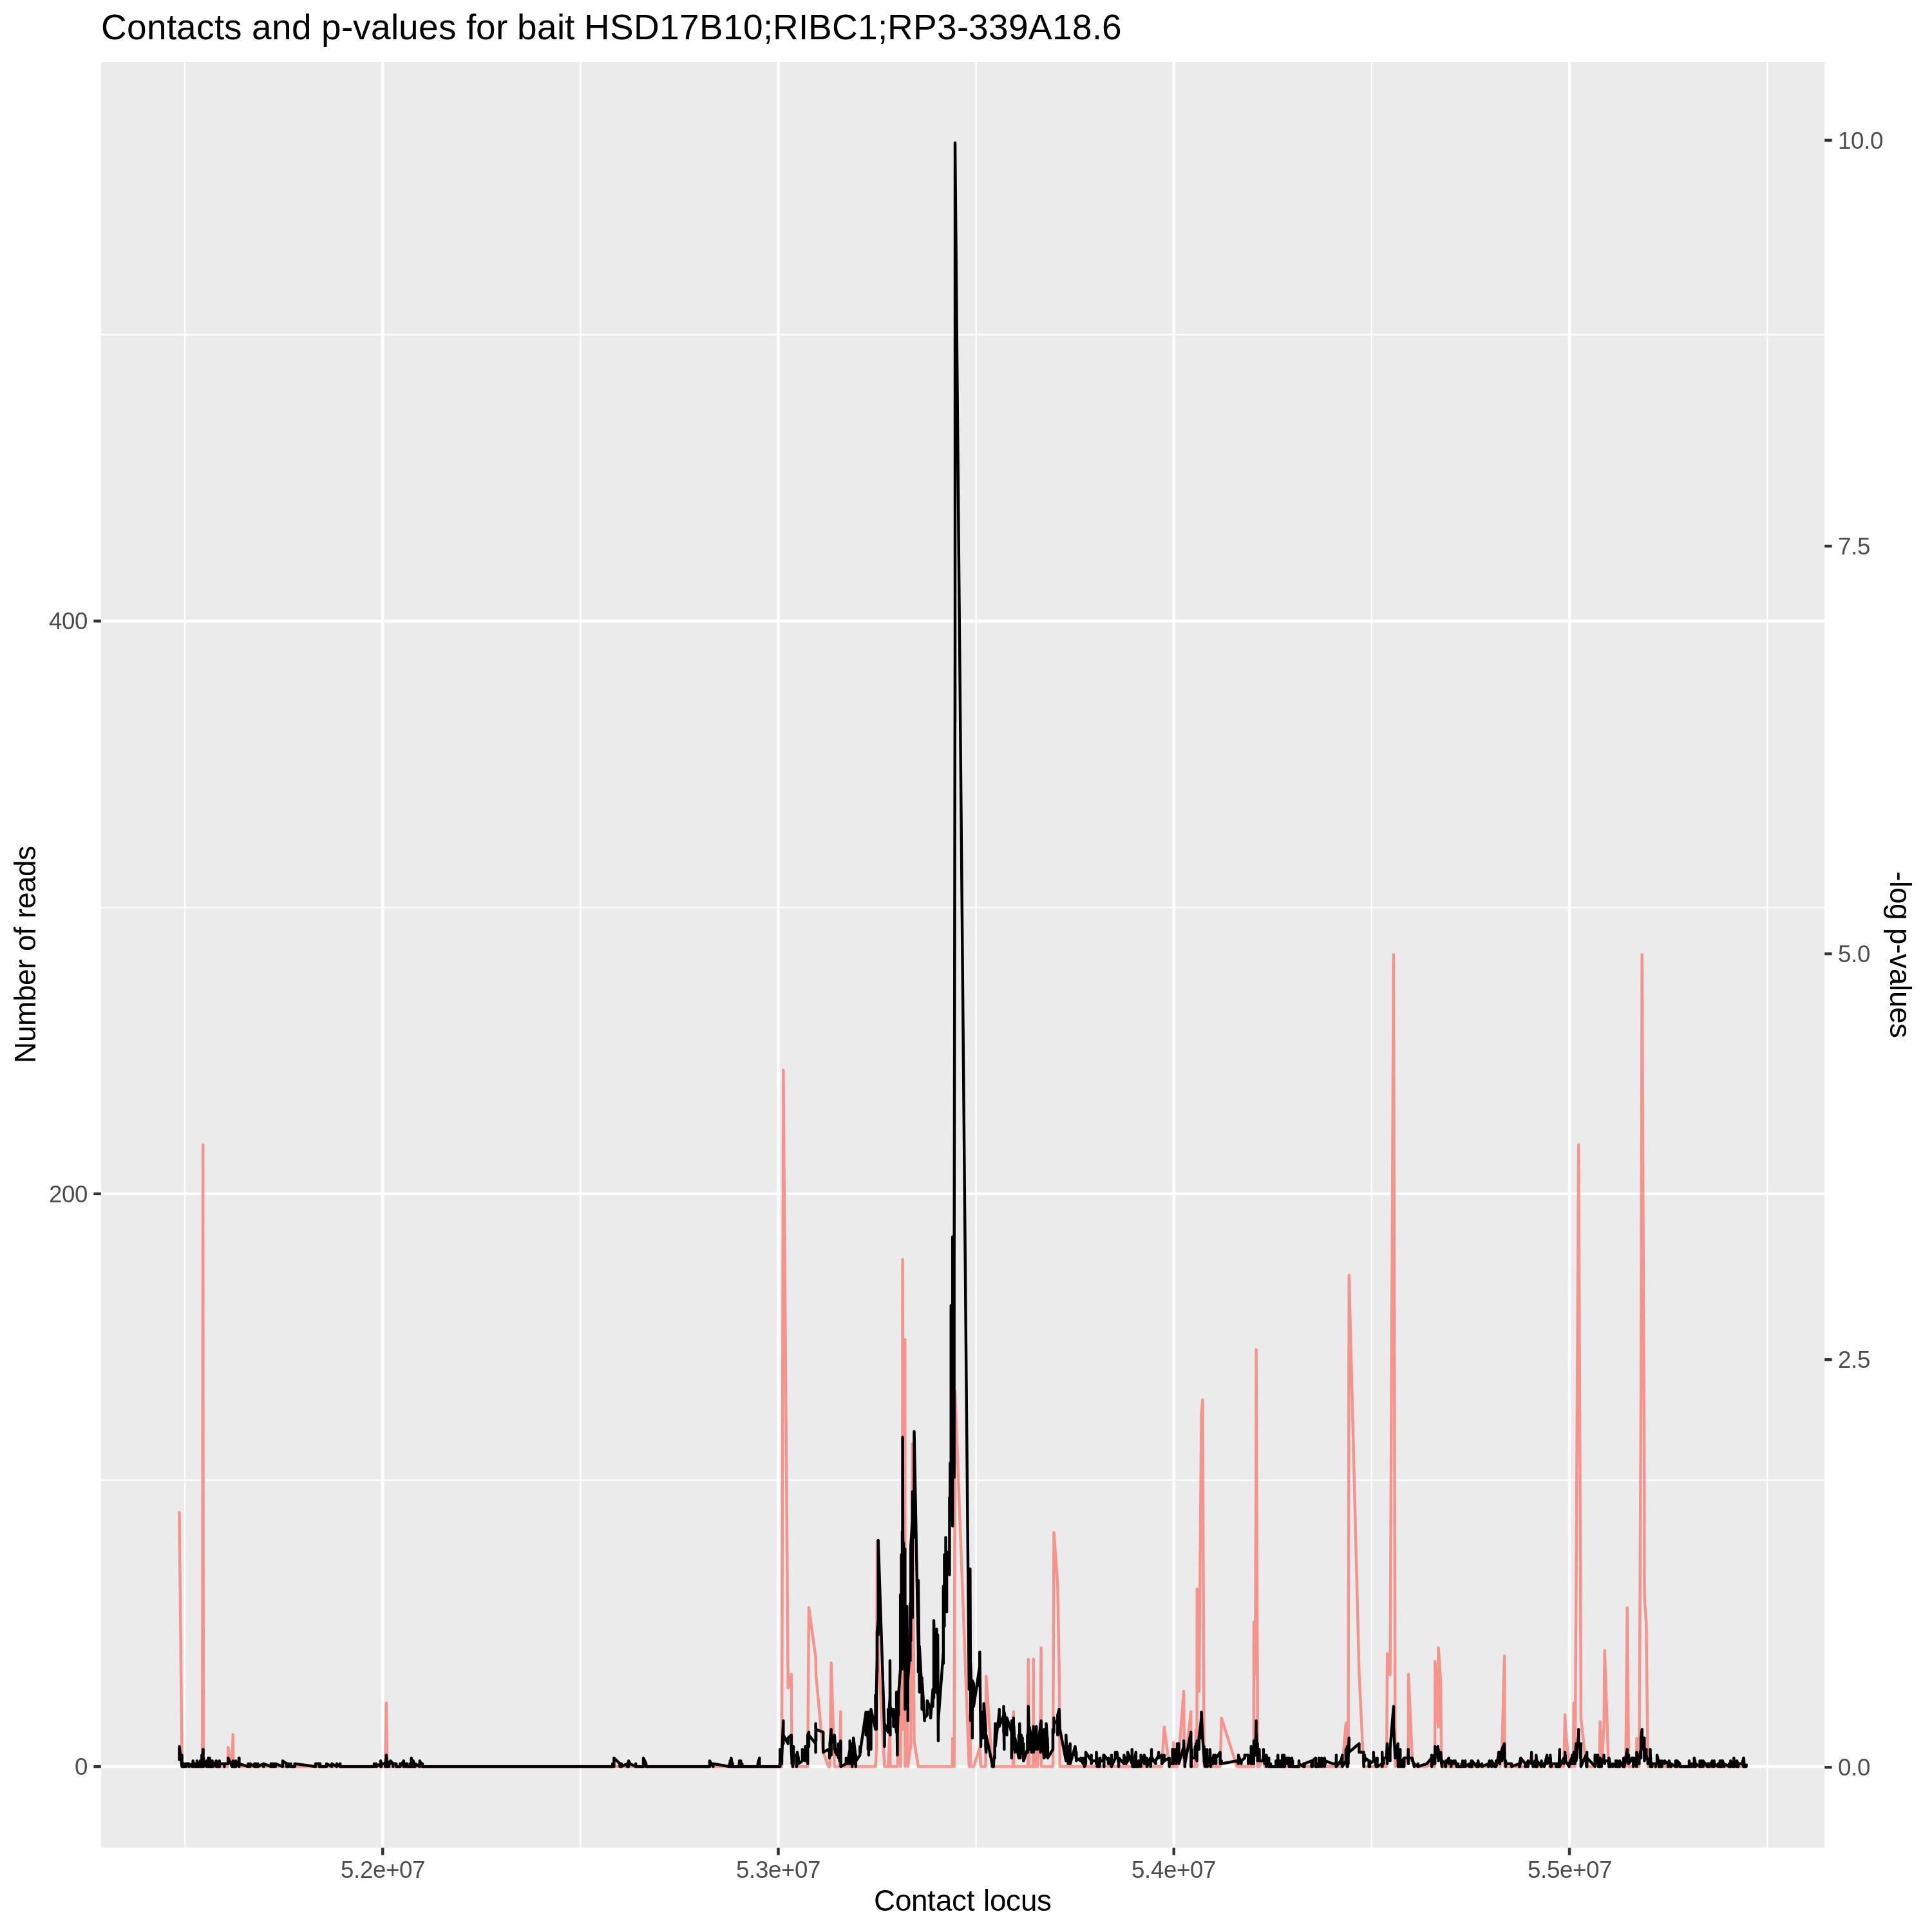 Contacts and p-values for bait HSD17B10;RIBC1;RP3-339A18.6
10.0
7.5
400
Number of reads
-log p-values
5.0
200
2.5
0
0.0
5.2e+07
5.3e+07
5.4e+07
5.5e+07
Contact locus